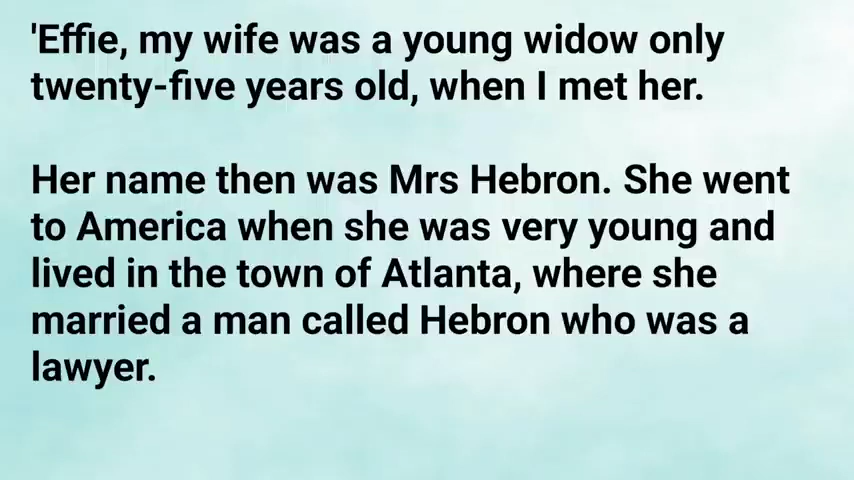 'Effie, my wife was a young widow only
twenty-five years old, when I met her.
Her name then was Mrs Hebron. She went
to America when she was very young and
lived in the town of Atlanta, where she
married a man called Hebron who was a
lawyer.